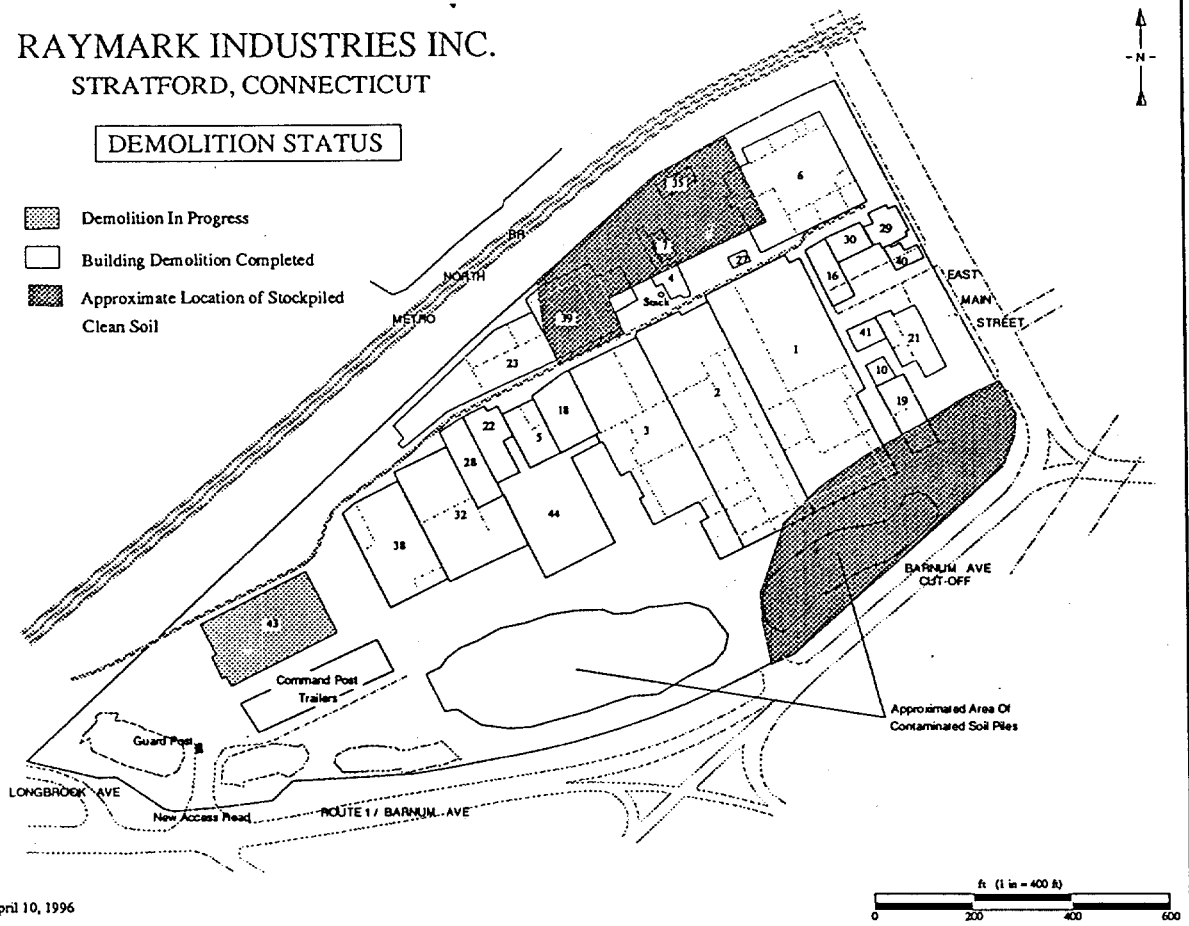 RAYMARK INDUSTRIES INC.
STRATFORD, CONNECTICUT
DEMOLITION STATUS
Demolition In Progress
Building Demolition Completed
Approximate Location of Stockpiled
Clean Soil
N
METRO
NORTH
RR
35
6
7
4
27
Stack
39
23
30
29
40
16
EAST
MAIN
STREET
41
21
10
19
1
2
3
18
5
22
28
32
44
38
43
BARNUM AVE
CUT-OFF
Command Post
Trailers
Approximated Area Of
Contaminated Soil Piles
Guard Post
LONGBROOK AVE
New Access Road
ROUTE 1 / BARNUM AVE
pril 10, 1996
ft (1 in = 400 ft)
0 200 400 600